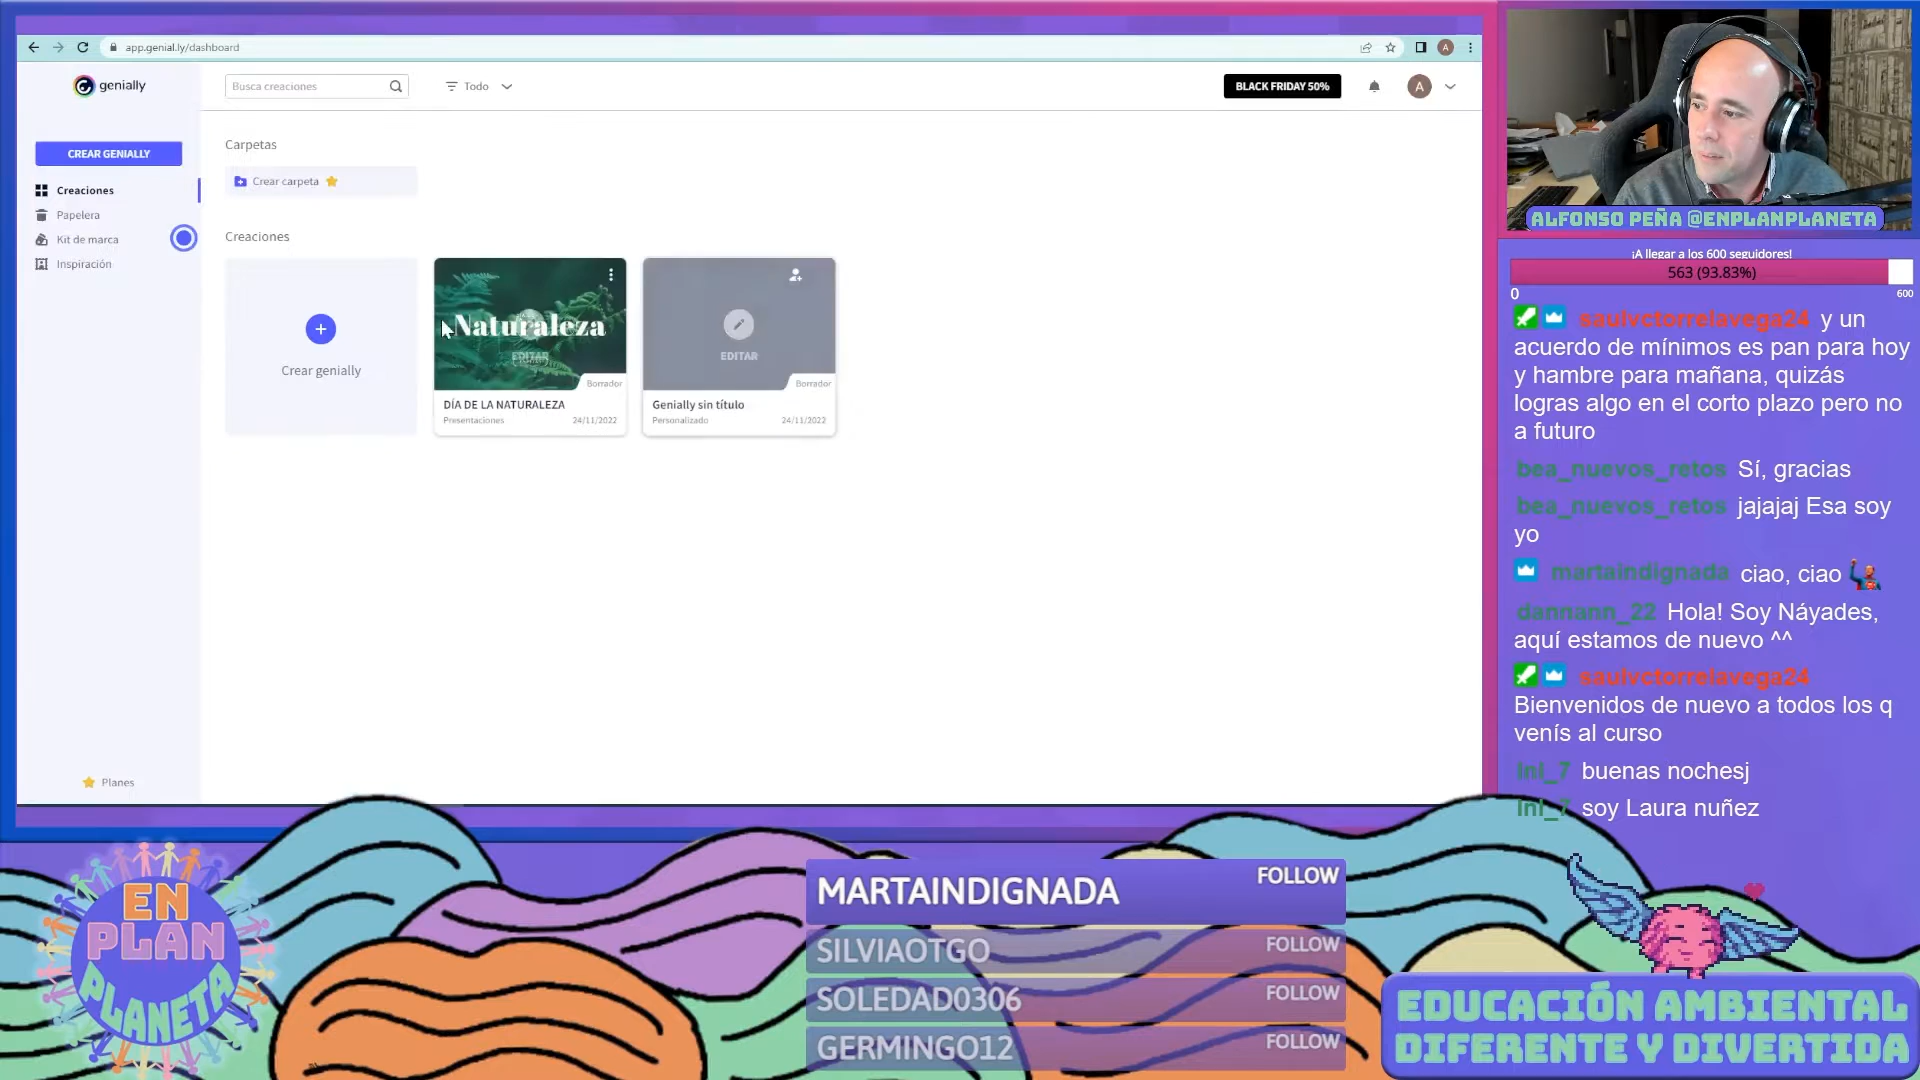 app.genial.ly/dashboard
genially
Busca creaciones
Todo
BLACK FRIDAY 50%
A
A
CREAR GENIALLY
Creaciones
Papelera
Kit de marca
Inspiración
Planes
Carpetas
Crear carpeta
Creaciones
Crear genially
Naturaleza
EDITAR
Borrador
DÍA DE LA NATURALEZA
Presentaciones
24/11/2022
EDITAR
Borrador
Genially sin título
Personalizado
24/11/2022
ALFONSO PEÑA @ENPLANPLANETA
¡A llegar a los 600 seguidores!
563 (93.83%)
0
600
saulvctorrelavega24 y un
acuerdo de mínimos es pan para hoy
y hambre para mañana, quizás
logras algo en el corto plazo pero no
a futuro
bea_nuevos_retos Sí, gracias
bea_nuevos_retos jajajaj Esa soy
yo
martaindignada ciao, ciao
dannann_22 Hola! Soy Náyades,
aquí estamos de nuevo ^^
saulvctorrelavega24
Bienvenidos de nuevo a todos los q
venís al curso
buenas nochesj
soy Laura nuñez
EN
PLAN
PLANETA
MARTAINDIGNADA FOLLOW
SILVIAOTGO FOLLOW
SOLEDAD0306 FOLLOW
GERMINGO12 FOLLOW
EDUCACIÓN AMBIENTAL
DIFERENTE Y DIVERTIDA